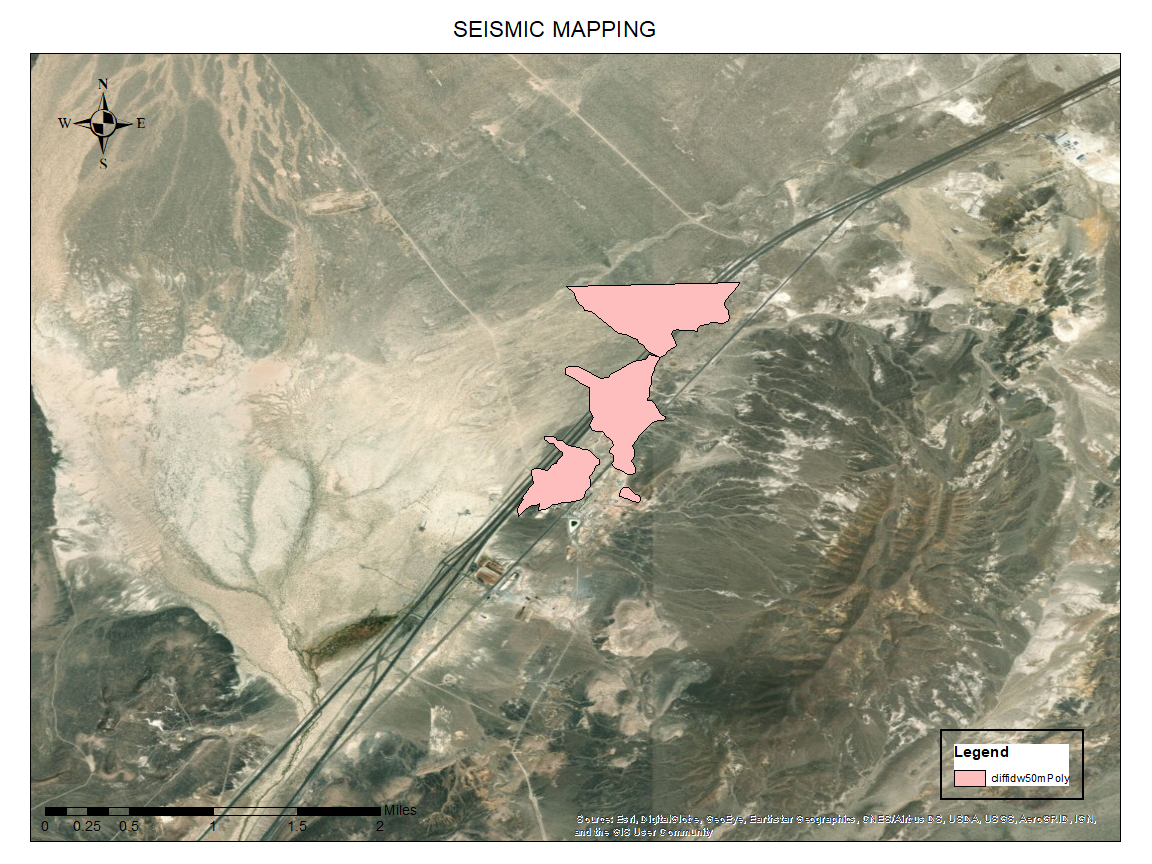 SEISMIC MAPPING
N
W E
S
Legend
cliffidw50mPoly
Miles
0 0.25 0.5 1 1.5 2
Source: Esri, DigitalGlobe, GeoEye, Earthstar Geographics, CNES/Airbus DS, USDA, USGS, AeroGRID, IGN,
and the GIS User Community